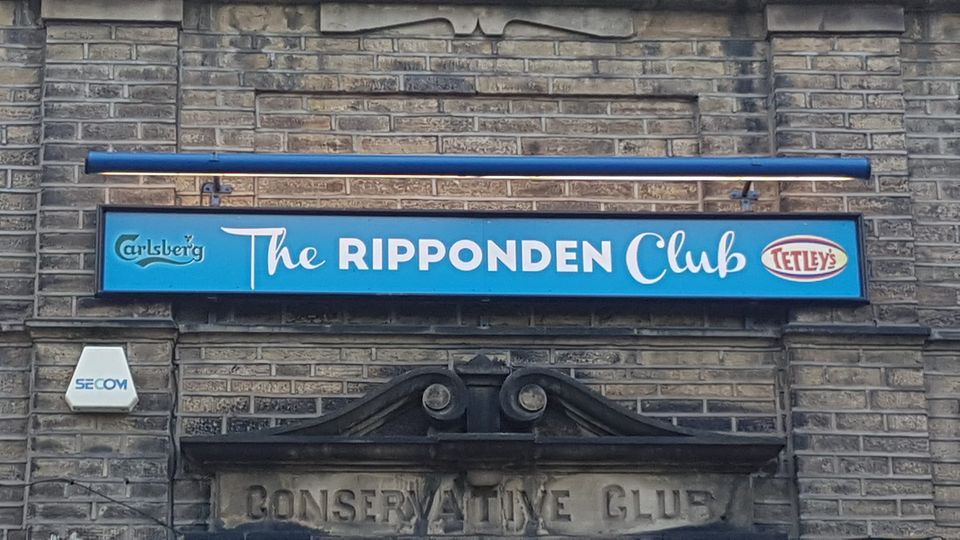 Carlsberg The RIPPONDEN Club TETLEY'S
SECOM
CONSERVATIVE CLUB